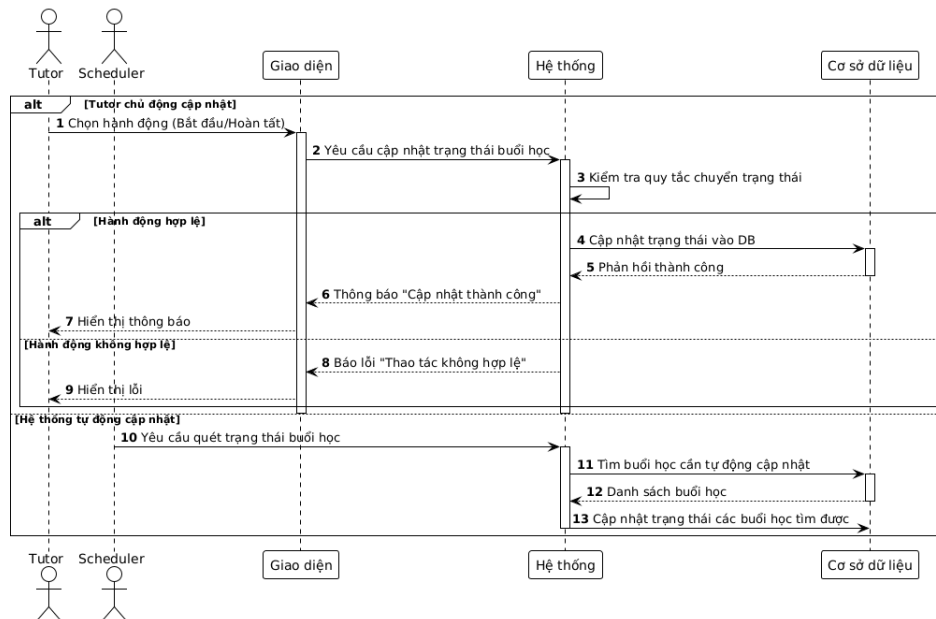 Tutor
Scheduler
Giao diện
Hệ thống
Cơ sở dữ liệu
alt [Tutor chủ động cập nhật]
1 Chọn hành động (Bắt đầu/Hoàn tất)
2 Yêu cầu cập nhật trạng thái buổi học
3 Kiểm tra quy tắc chuyển trạng thái
alt [Hành động hợp lệ]
4 Cập nhật trạng thái vào DB
5 Phản hồi thành công
6 Thông báo "Cập nhật thành công"
7 Hiển thị thông báo
[Hành động không hợp lệ]
8 Báo lỗi "Thao tác không hợp lệ"
9 Hiển thị lỗi
[Hệ thống tự động cập nhật]
10 Yêu cầu quét trạng thái buổi học
11 Tìm buổi học cần tự động cập nhật
12 Danh sách buổi học
13 Cập nhật trạng thái các buổi học tìm được
Tutor
Scheduler
Giao diện
Hệ thống
Cơ sở dữ liệu